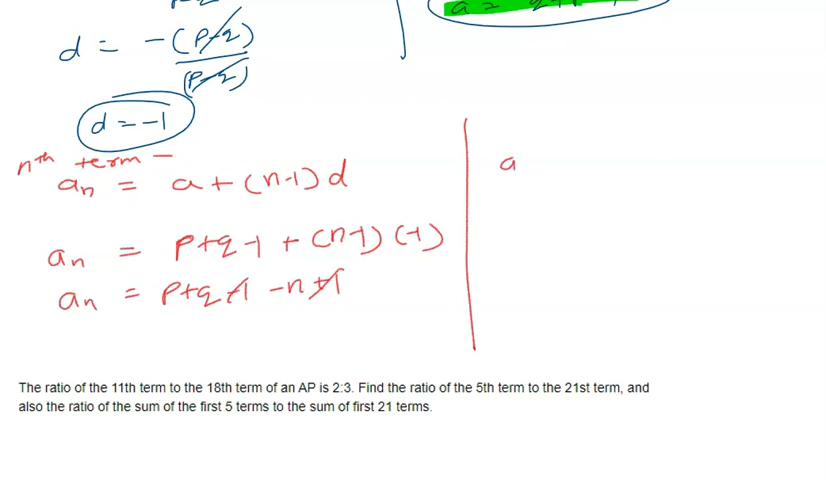 d = -(p-q)
(p-q)
d = -1
nth term -
an = a + (n-1) d
an = p+q-1 + (n-1) (-1)
an = p+q-1 -n+1
a
The ratio of the 11th term to the 18th term of an AP is 2:3. Find the ratio of the 5th term to the 21st term, and
also the ratio of the sum of the first 5 terms to the sum of first 21 terms.